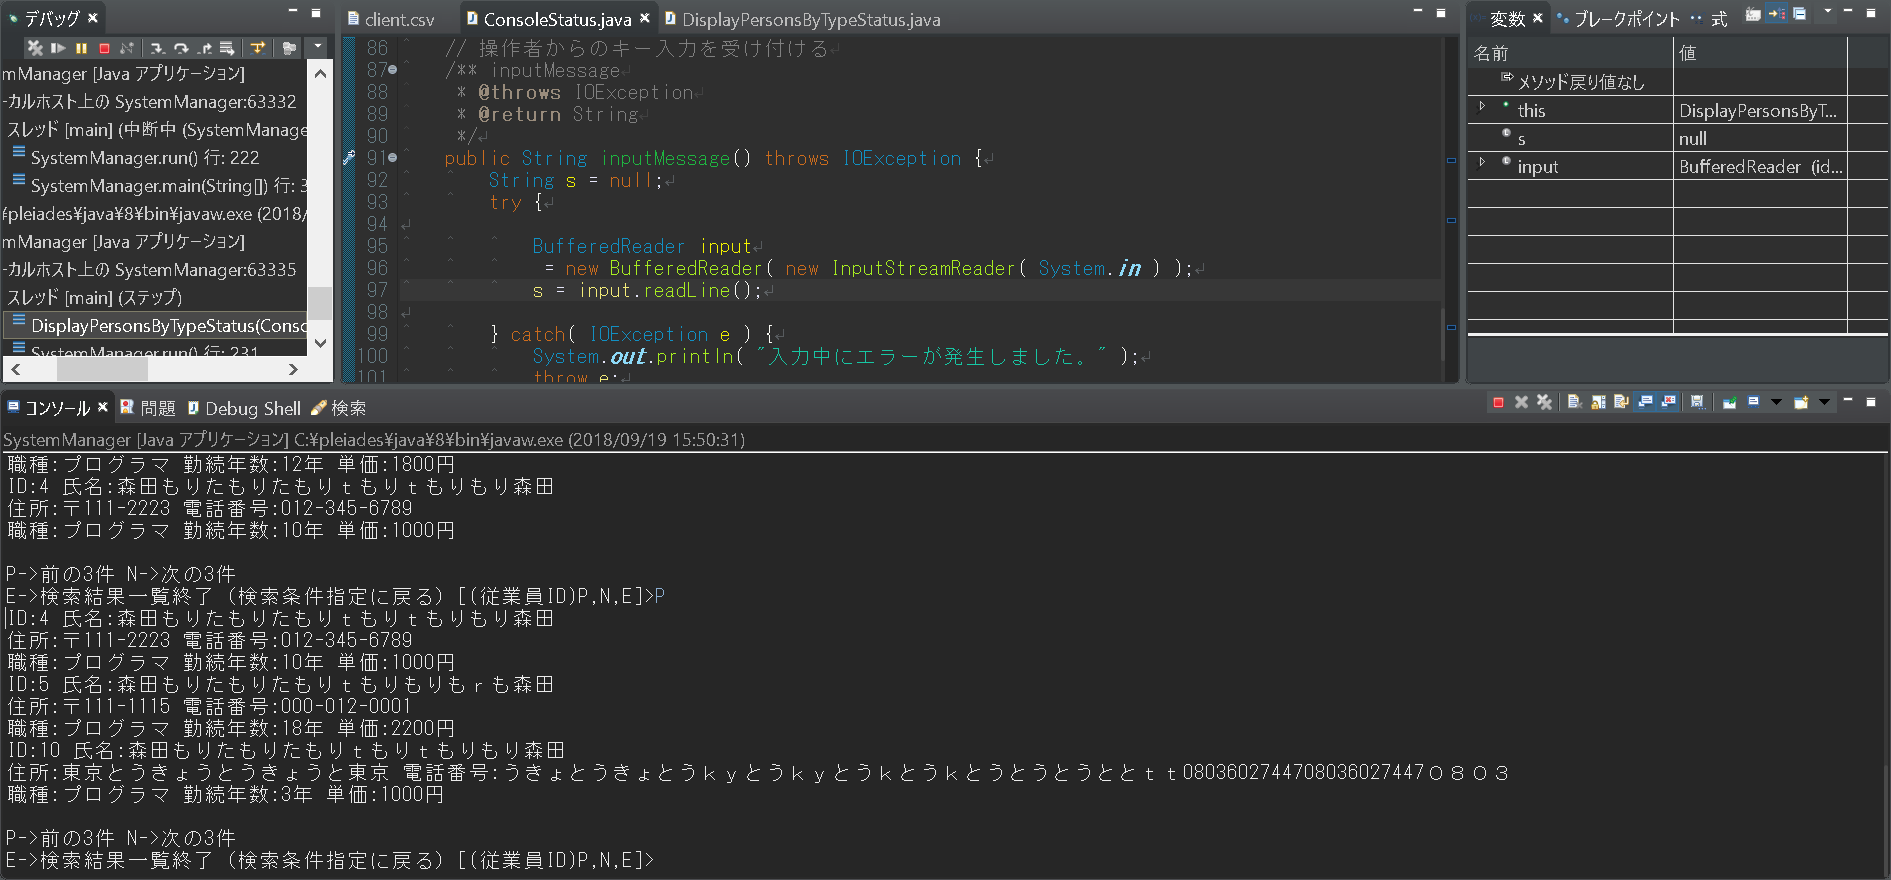 デバッグ
mManager [Java アプリケーション]
-カルホスト上の SystemManager:63332
スレッド [main] (中断中 (SystemManage
SystemManager.run() 行: 222
SystemManager.main(String[]) 行: 3
¥pleiades¥java¥8¥bin¥javaw.exe (2018/
mManager [Java アプリケーション]
-カルホスト上の SystemManager:63335
スレッド [main] (ステップ)
DisplayPersonsByTypeStatus(Consc
SystemManager.run() 行: 231
client.csv ConsoleStatus.java DisplayPersonsByTypeStatus.java
86 // 操作者からのキー入力を受け付ける
87 /** inputMessage
88 * @throws IOException
89 * @return String
90 */
91 public String inputMessage() throws IOException {
92 String s = null;
93 try {
94
95 BufferedReader input
96 = new BufferedReader( new InputStreamReader( System.in ) );
97 s = input.readLine();
98
99 } catch( IOException e ) {
100 System.out.println( "入力中にエラーが発生しました。" );
101 throw e;
変数 ブレークポイント 式
名前 値
メソッド戻り値なし
this DisplayPersonsByT...
s null
input BufferedReader (id...
コンソール 問題 Debug Shell 検索
SystemManager [Java アプリケーション] C:¥pleiades¥java¥8¥bin¥javaw.exe (2018/09/19 15:50:31)
職種:プログラマ 勤続年数:12年 単価:1800円
ID:4 氏名:森田もりたもりたもりｔもりｔもりもり森田
住所:〒111-2223 電話番号:012-345-6789
職種:プログラマ 勤続年数:10年 単価:1000円
P->前の3件 N->次の3件
E->検索結果一覧終了 (検索条件指定に戻る) [(従業員ID)P,N,E]>P
ID:4 氏名:森田もりたもりたもりｔもりｔもりもり森田
住所:〒111-2223 電話番号:012-345-6789
職種:プログラマ 勤続年数:10年 単価:1000円
ID:5 氏名:森田もりたもりたもりｔもりもりもｒも森田
住所:〒111-1115 電話番号:000-012-0001
職種:プログラマ 勤続年数:18年 単価:2200円
ID:10 氏名:森田もりたもりたもりｔもりｔもりもり森田
住所:東京とうきょうとうきょうと東京 電話番号:うきょとうきょとうｋｙとうｋｙとうｋとうｋとうとうとうととｔｔ0803602744708036027447０８０３
職種:プログラマ 勤続年数:3年 単価:1000円
P->前の3件 N->次の3件
E->検索結果一覧終了 (検索条件指定に戻る) [(従業員ID)P,N,E]>